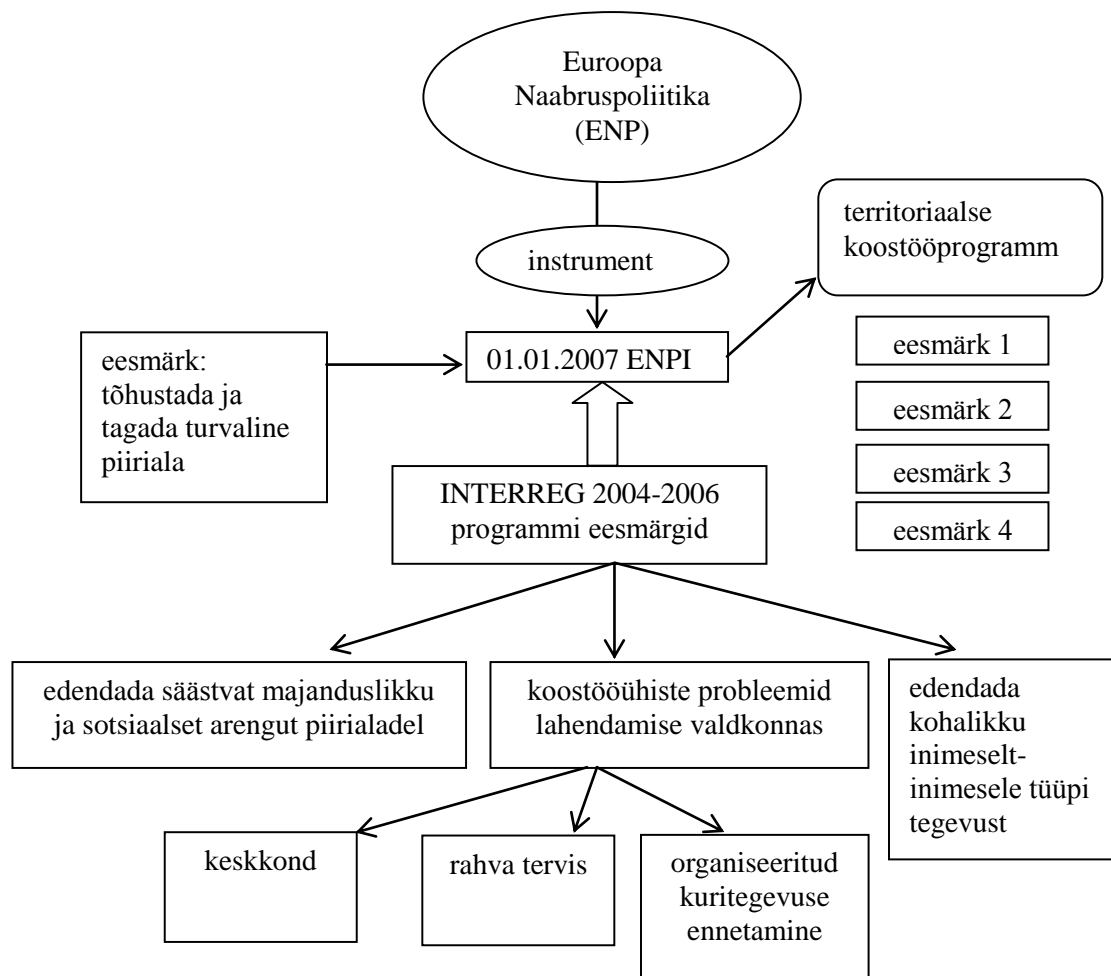 Euroopa
Naabruspoliitika
(ENP)
territoriaalse
koostööprogramm
instrument
eesmärk:
tõhustada ja
tagada turvaline
piiriala
01.01.2007 ENPI
eesmärk 1
eesmärk 2
eesmärk 3
eesmärk 4
INTERREG 2004-2006
programmi eesmärgid
edendada säästvat majanduslikku
ja sotsiaalset arengut piirialadel
koostööühiste probleemid
lahendamise valdkonnas
edendada
kohalikku
inimeselt-
inimesele tüüpi
tegevust
keskkond
rahva tervis
organiseeritud
kuritegevuse
ennetamine